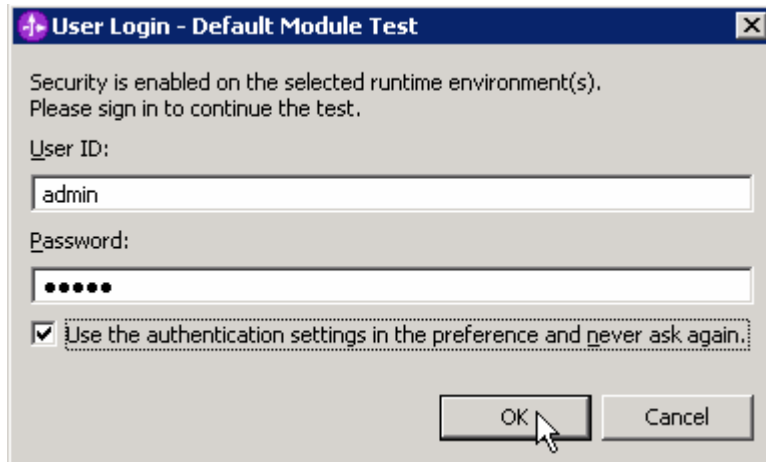 User Login - Default Module Test
Security is enabled on the selected runtime environment(s).
Please sign in to continue the test.
User ID:
admin
Password:
●●●●●
Use the authentication settings in the preference and never ask again.
OK Cancel